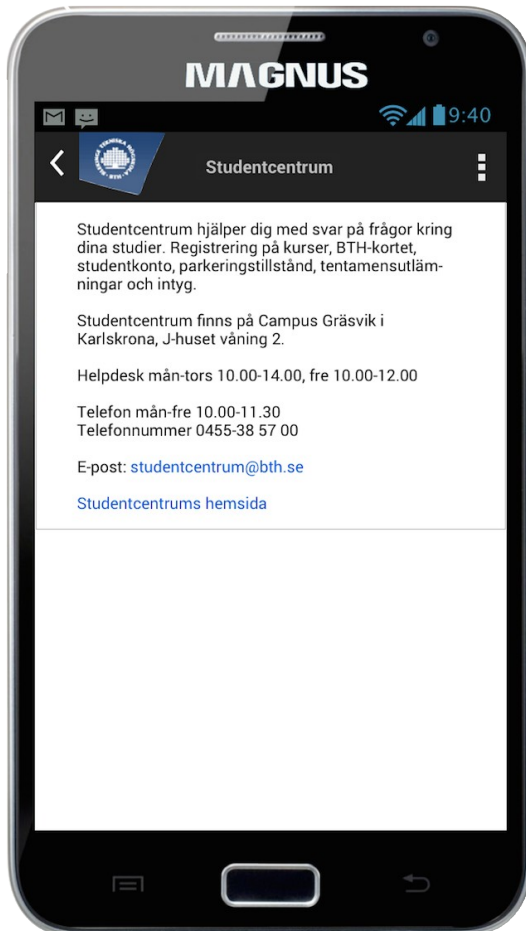 MAGNUS
9:40
Studentcentrum
Studentcentrum hjälper dig med svar på frågor kring
dina studier. Registrering på kurser, BTH-kortet,
studentkonto, parkeringstillstånd, tentamensutläm-
ningar och intyg.
Studentcentrum finns på Campus Gräsvik i
Karlskrona, J-huset våning 2.
Helpdesk mån-tors 10.00-14.00, fre 10.00-12.00
Telefon mån-fre 10.00-11.30
Telefonnummer 0455-38 57 00
E-post: studentcentrum@bth.se
Studentcentrums hemsida